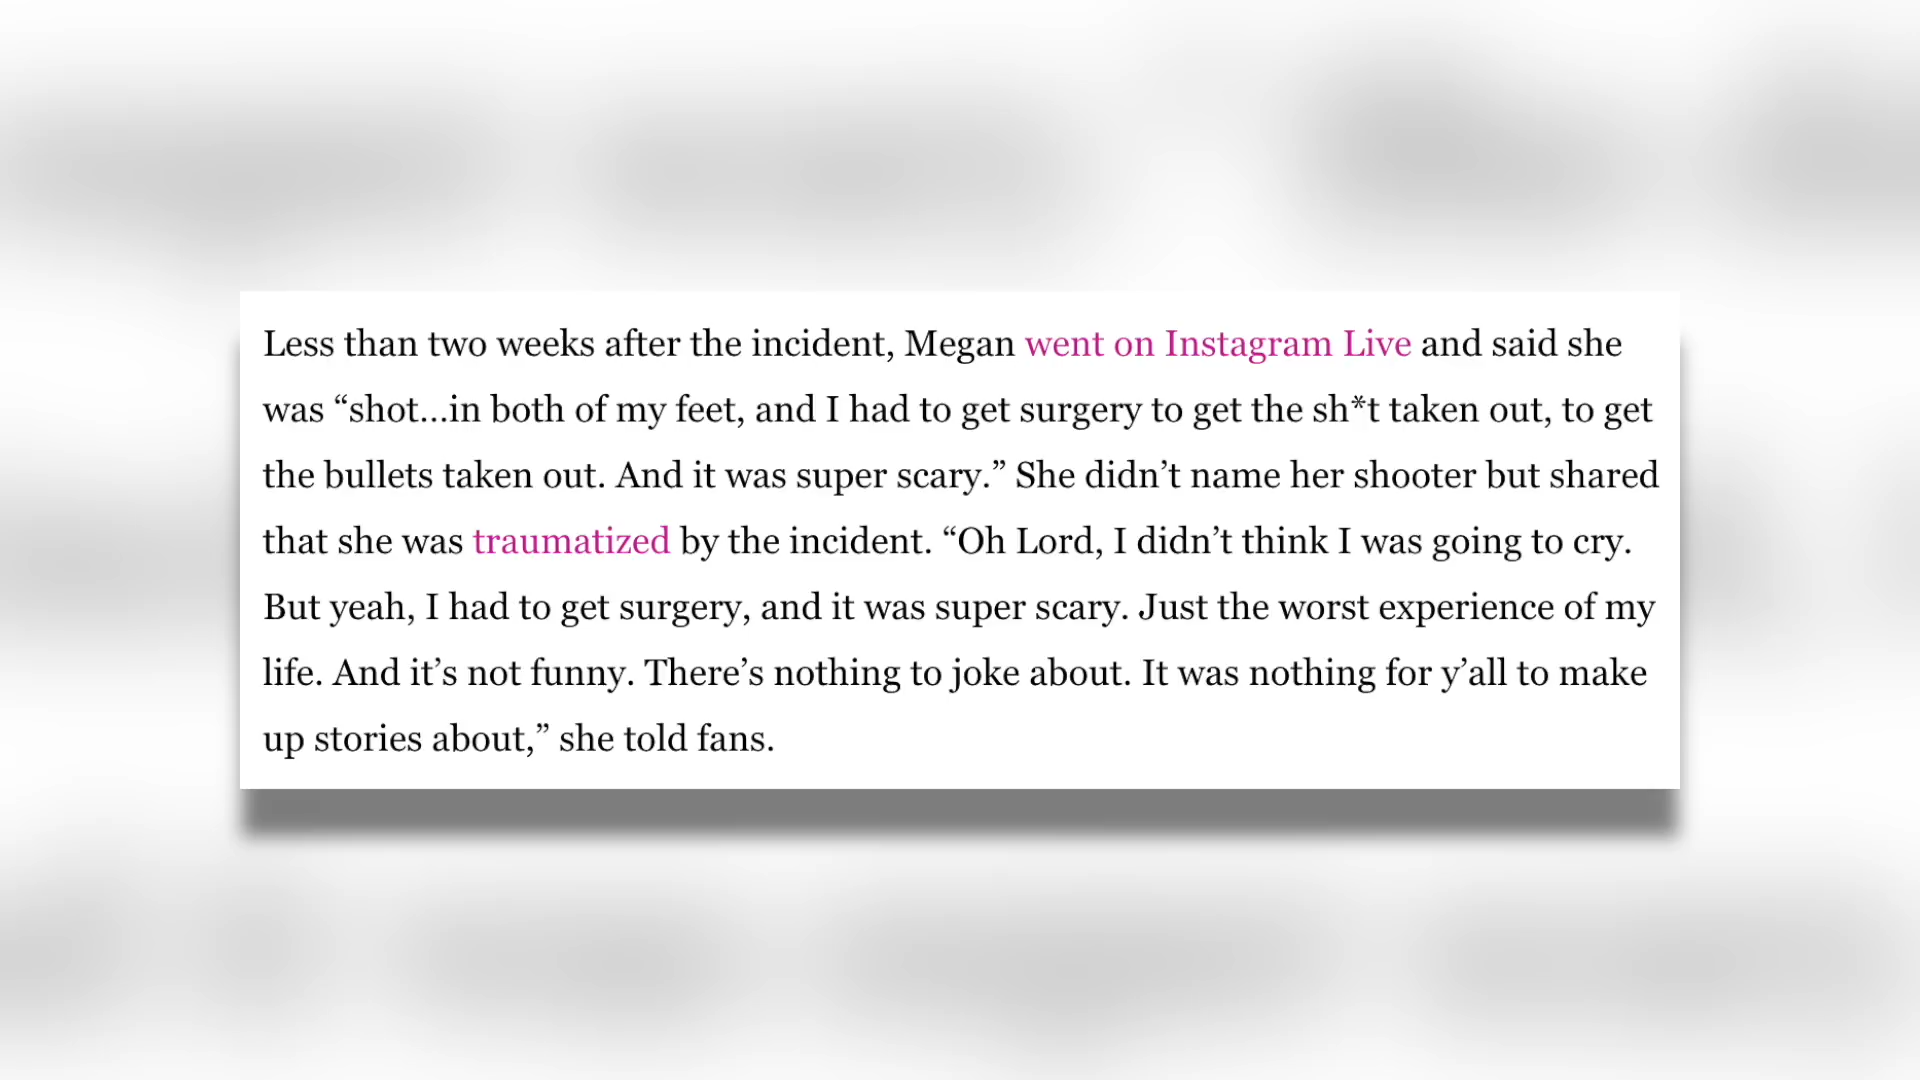 Less than two weeks after the incident, Megan went on Instagram Live and said she
was “shot...in both of my feet, and I had to get surgery to get the sh*t taken out, to get
the bullets taken out. And it was super scary.” She didn’t name her shooter but shared
that she was traumatized by the incident. “Oh Lord, I didn’t think I was going to cry.
But yeah, I had to get surgery, and it was super scary. Just the worst experience of my
life. And it’s not funny. There’s nothing to joke about. It was nothing for y’all to make
up stories about,” she told fans.